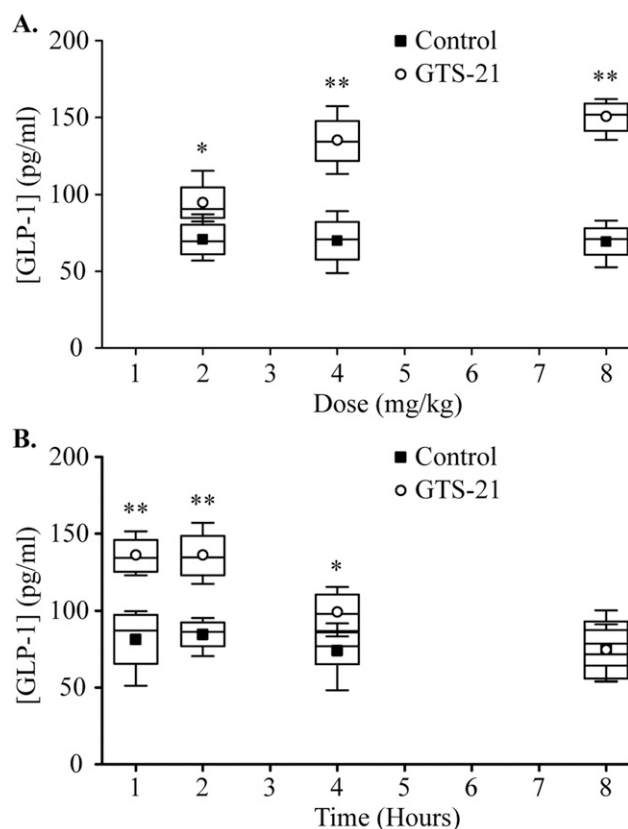 A.
200
150
100
50
0
[GLP-1] (pg/ml)
■ Control
○ GTS-21
*
**
**
1 2 3 4 5 6 7 8
Dose (mg/kg)
B.
200
150
100
50
0
[GLP-1] (pg/ml)
■ Control
○ GTS-21
**
**
*
1 2 3 4 5 6 7 8
Time (Hours)